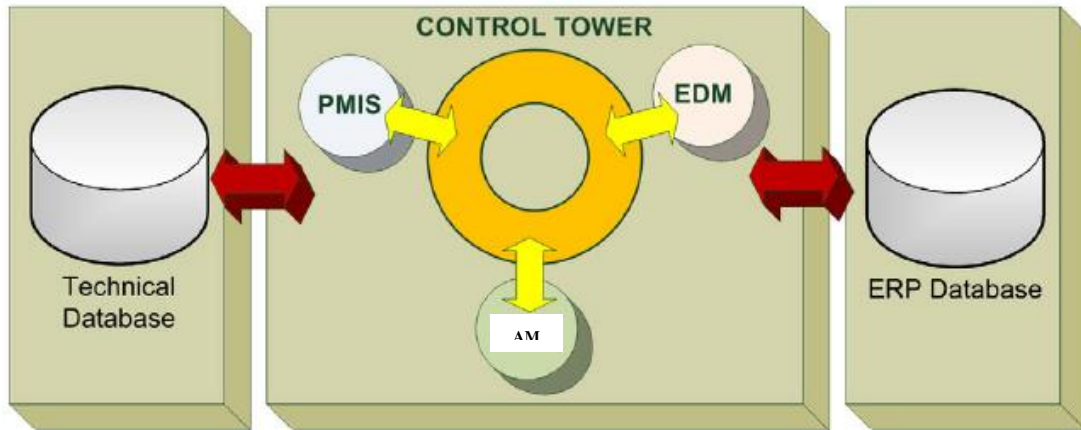 CONTROL TOWER
PMIS
EDM
AM
Technical
Database
ERP Database